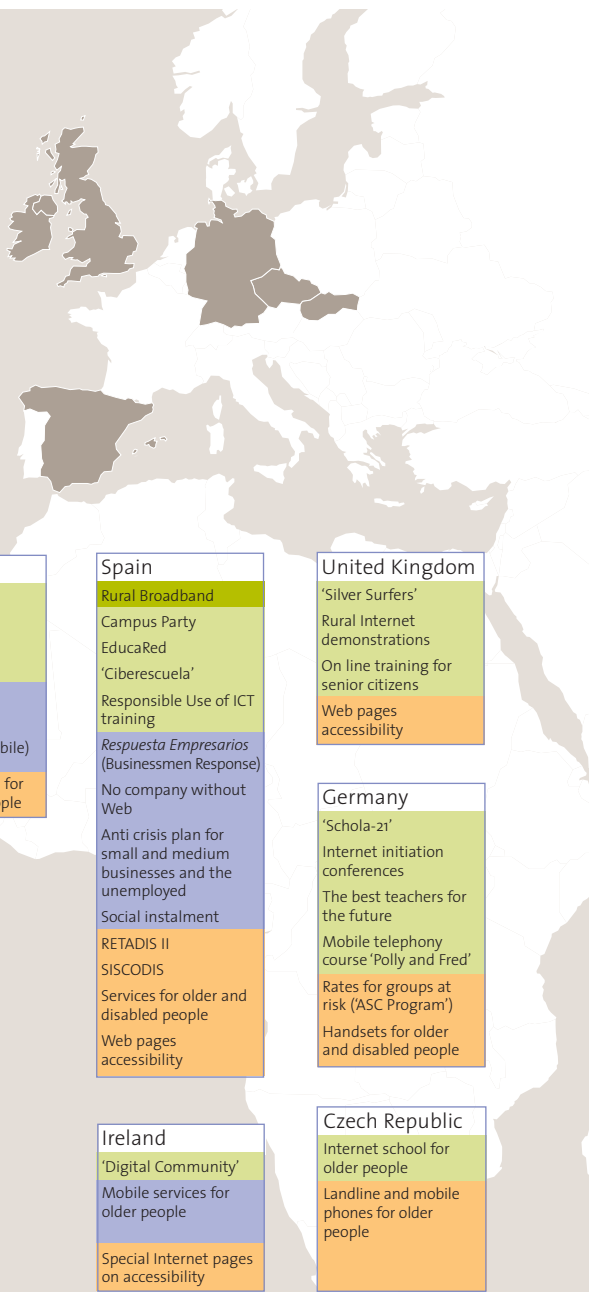 bile)
for
ple
Spain
Rural Broadband
Campus Party
EducaRed
‘Ciberescuela’
Responsible Use of ICT
training
Respuesta Empresarios
(Businessmen Response)
No company without
Web
Anti crisis plan for
small and medium
businesses and the
unemployed
Social instalment
RETADIS II
SISCODIS
Services for older and
disabled people
Web pages
accessibility
Ireland
‘Digital Community’
Mobile services for
older people
Special Internet pages
on accessibility
United Kingdom
‘Silver Surfers’
Rural Internet
demonstrations
On line training for
senior citizens
Web pages
accessibility
Germany
‘Schola-21’
Internet initiation
conferences
The best teachers for
the future
Mobile telephony
course ‘Polly and Fred’
Rates for groups at
risk (‘ASC Program’)
Handsets for older
and disabled people
Czech Republic
Internet school for
older people
Landline and mobile
phones for older
people